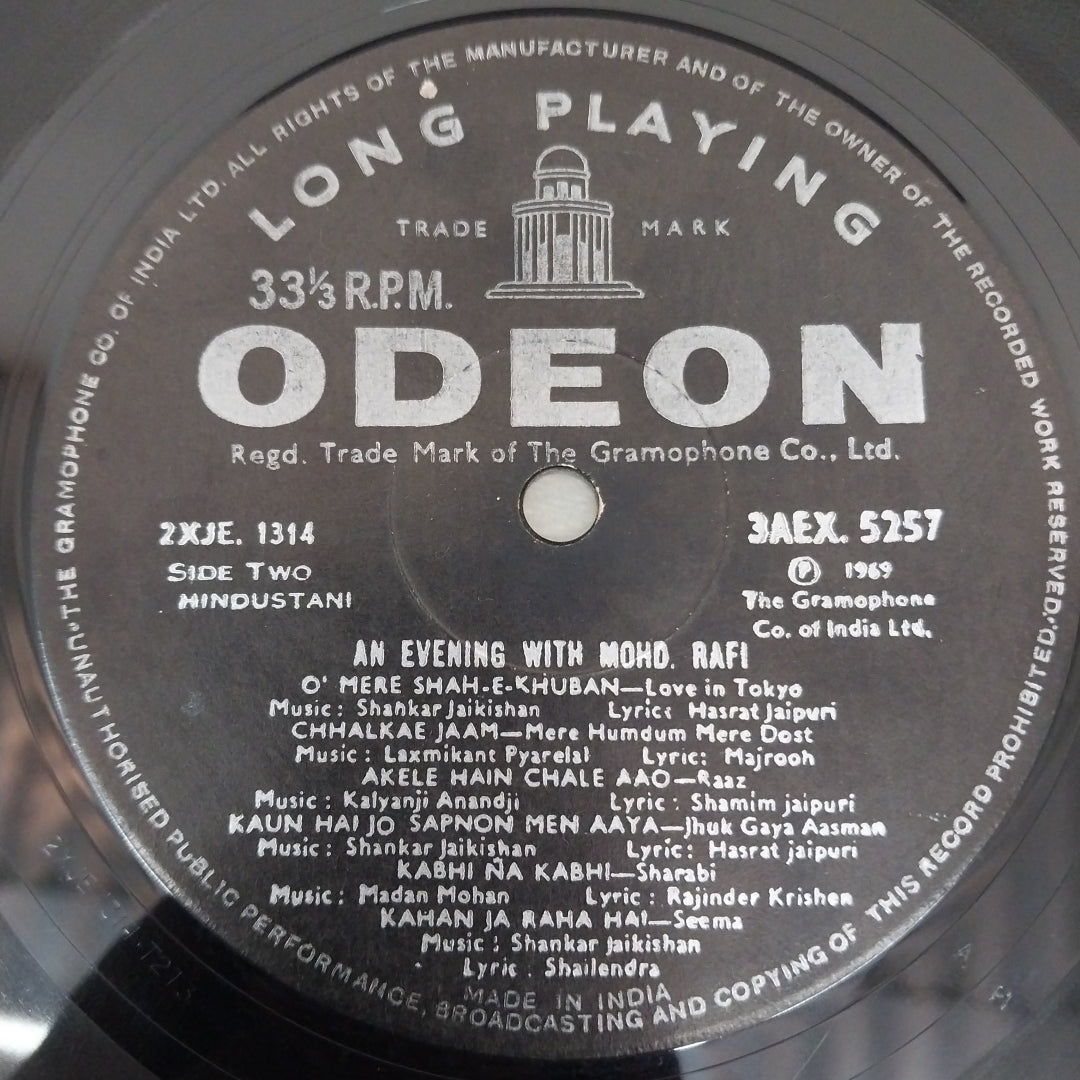 THE GRAMOPHONE CO. OF INDIA LTD. ALL RIGHTS OF THE MANUFACTURER AND OF THE OWNER OF THE RECORDED WORK RESERVED. UNAUTHORISED PUBLIC PERFORMANCE, BROADCASTING AND COPYING OF THIS RECORD PROHIBITED.
LONG PLAYING
TRADE MARK
33⅓ R.P.M.
ODEON
Regd. Trade Mark of The Gramophone Co., Ltd.
2XJE. 1314 3AEX. 5257
SIDE TWO Ⓟ 1969
HINDUSTANI The Gramophone
Co. of India Ltd.
AN EVENING WITH MOHD. RAFI
O' MERE SHAH-E-KHUBAN—Love in Tokyo
Music: Shankar Jaikishan Lyric: Hasrat Jaipuri
CHHALKAE JAAM—Mere Humdum Mere Dost
Music: Laxmikant Pyarelal Lyric: Majrooh
AKELE HAIN CHALE AAO—Raaz
Music: Kalyanji Anandji Lyric: Shamim jaipuri
KAUN HAI JO SAPNON MEN AAYA—Jhuk Gaya Aasman
Music: Shankar Jaikishan Lyric: Hasrat jaipuri
KABHI NA KABHI—Sharabi
Music: Madan Mohan Lyric: Rajinder Krishen
KAHAN JA RAHA HAI—Seema
Music: Shankar Jaikishan
Lyric: Shailendra
MADE IN INDIA